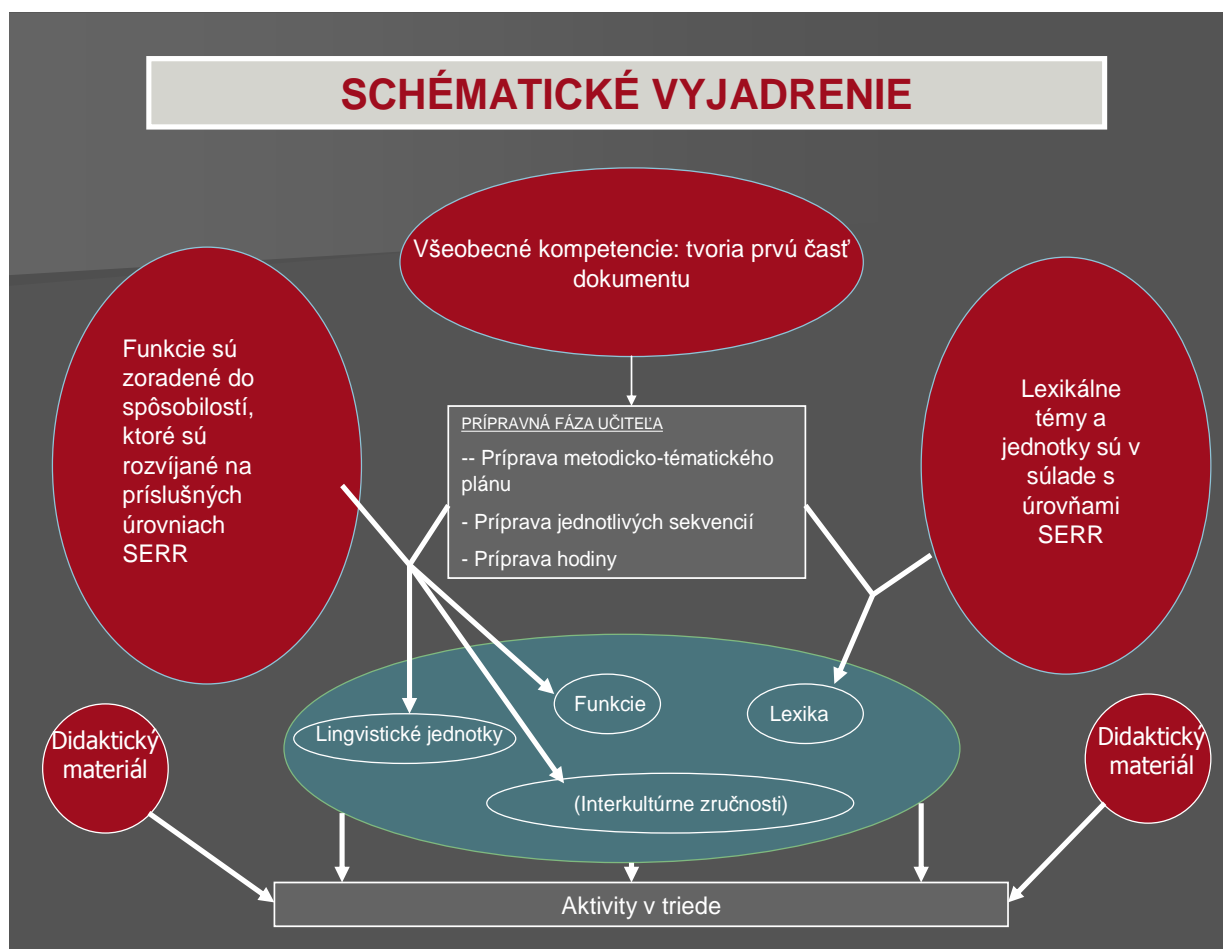 SCHÉMATICKÉ VYJADRENIE
Všeobecné kompetencie: tvoria prvú časť
dokumentu
Funkcie sú
zoradené do
spôsobilostí,
ktoré sú
rozvíjané na
príslušných
úrovniach
SERR
PRÍPRAVNÁ FÁZA UČITEĽA
-- Príprava metodicko-tématického
plánu
- Príprava jednotlivých sekvencií
- Príprava hodiny
Lexikálne
témy a
jednotky sú v
súlade s
úrovňami
SERR
Funkcie
Lexika
Lingvistické jednotky
(Interkultúrne zručnosti)
Didaktický
materiál
Didaktický
materiál
Aktivity v triede